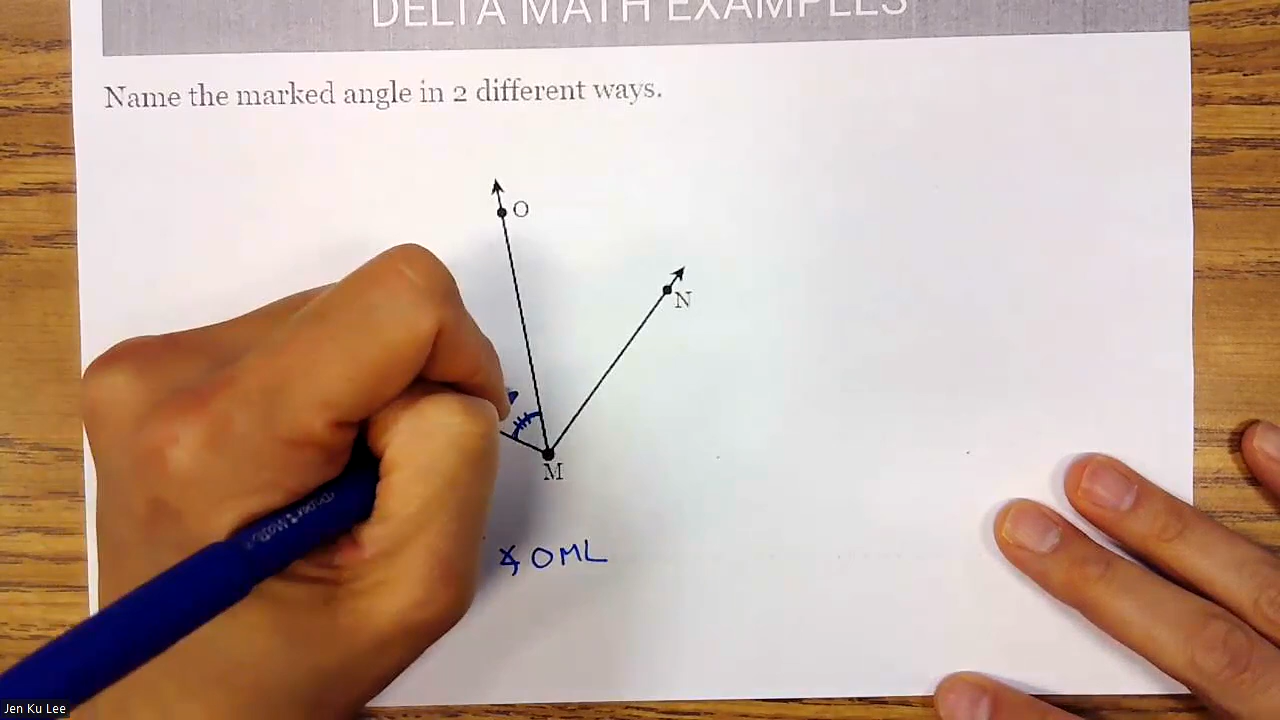 DELTA MATH EXAMPLES
Name the marked angle in 2 different ways.
O
N
M
∡OML
Jen Ku Lee